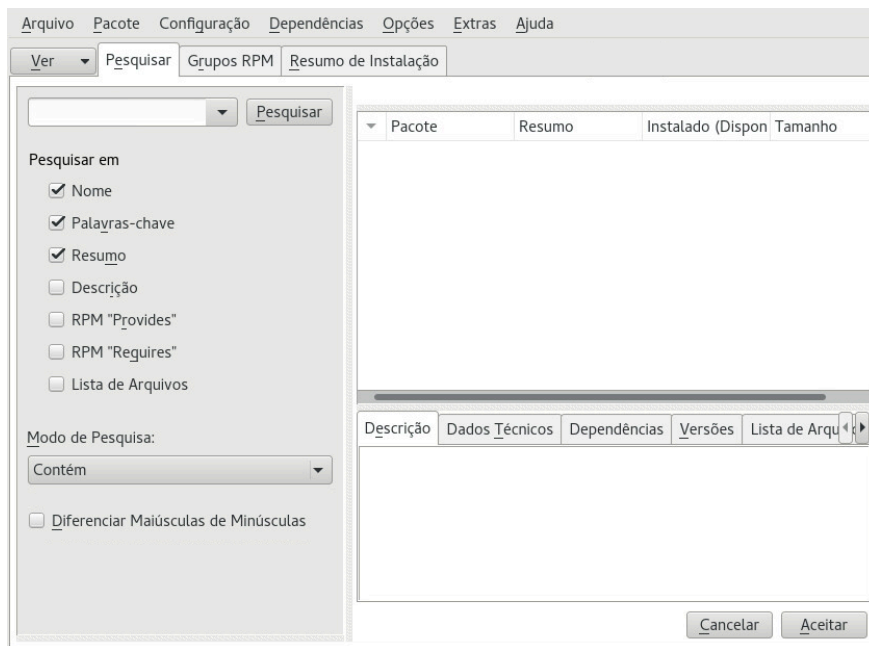 Arquivo Pacote Configuração Dependências Opções Extras Ajuda
Ver Pesquisar Grupos RPM Resumo de Instalação
Pesquisar
Pesquisar em
Nome
Palavras-chave
Resumo
Descrição
RPM "Provides"
RPM "Requires"
Lista de Arquivos
Modo de Pesquisa:
Contém
Diferenciar Maiúsculas de Minúsculas
Pacote Resumo Instalado (Dispon Tamanho
Descrição Dados Técnicos Dependências Versões Lista de Arqu
Cancelar Aceitar